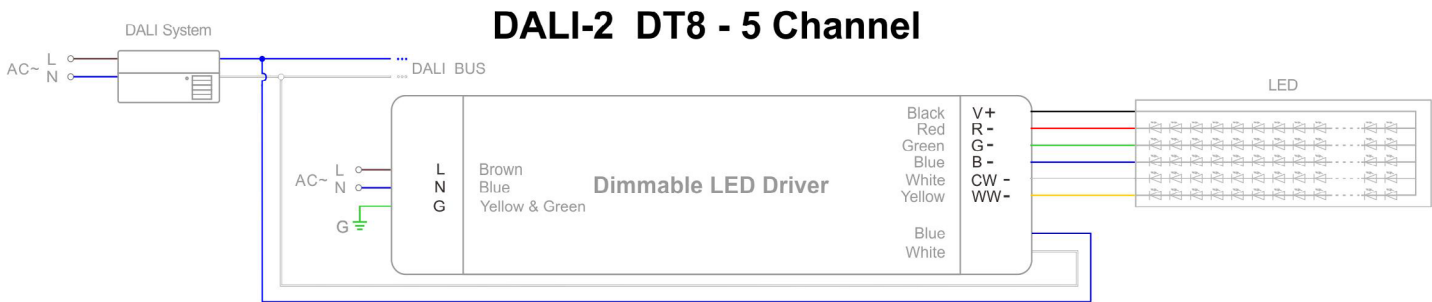 DALI-2 DT8 - 5 Channel
DALI System
AC~ L
N
DALI BUS
LED
Black V+
Red R-
Green G-
Blue B-
White CW -
Yellow WW-
AC~ L L Brown
N N Blue
G G Yellow & Green
Dimmable LED Driver
Blue
White